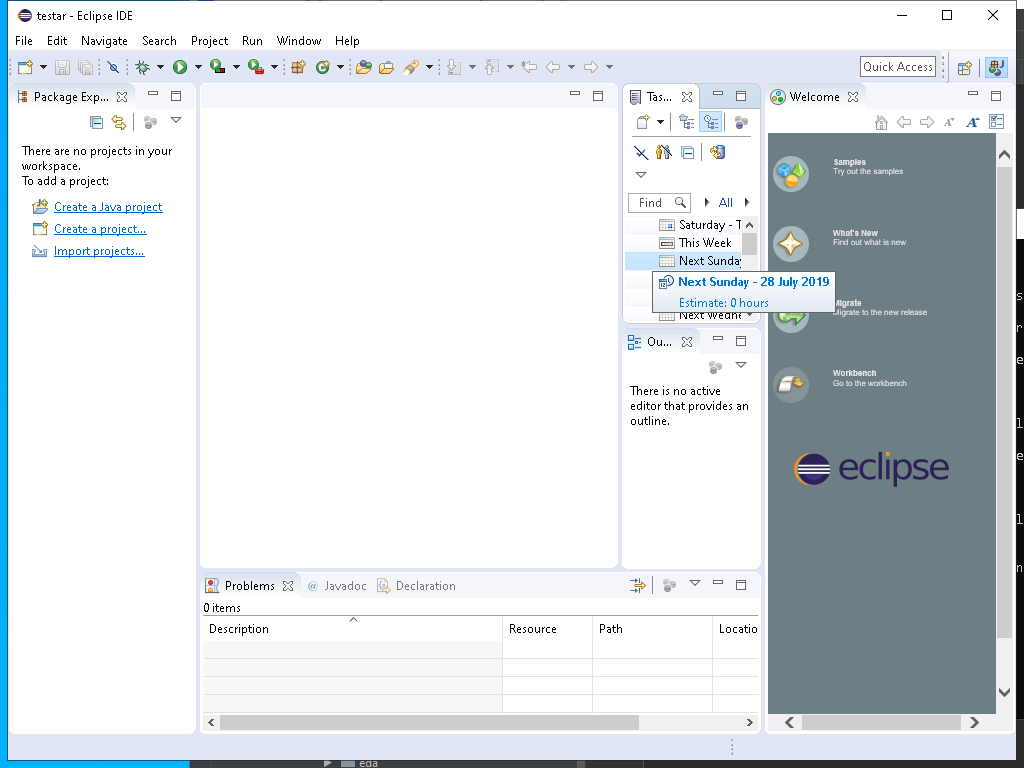 testar - Eclipse IDE
File Edit Navigate Search Project Run Window Help
Quick Access
Package Exp...
There are no projects in your
workspace.
To add a project:
Create a Java project
Create a project...
Import projects...
Tas...
Find
All
Saturday - T
This Week
Next Sunday
Next Sunday - 28 July 2019
Estimate: 0 hours
Next Wedne
Ou...
There is no active
editor that provides an
outline.
Welcome
Samples
Try out the samples
What's New
Find out what is new
Migrate
Migrate to the new release
Workbench
Go to the workbench
eclipse
Problems
@ Javadoc
Declaration
0 items
Description Resource Path Locatio
eda